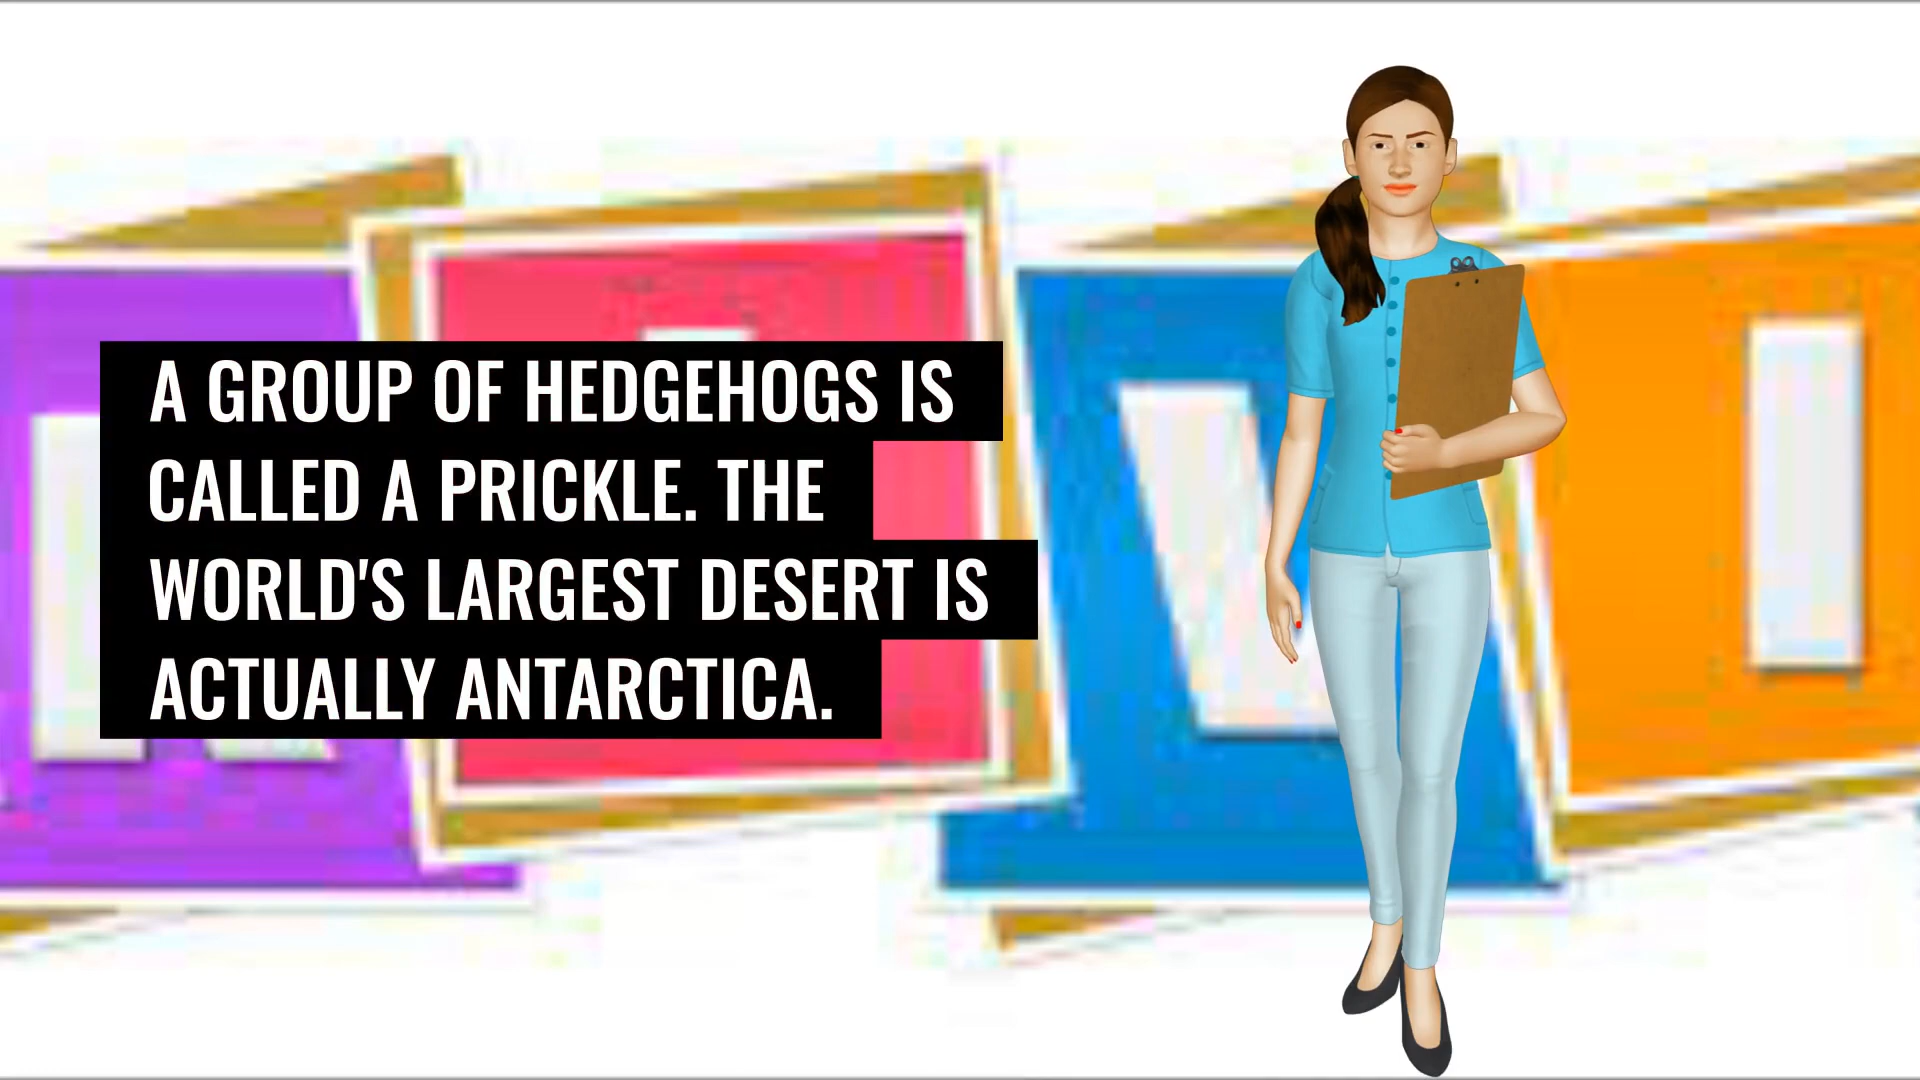 A GROUP OF HEDGEHOGS IS
CALLED A PRICKLE. THE
WORLD'S LARGEST DESERT IS
ACTUALLY ANTARCTICA.